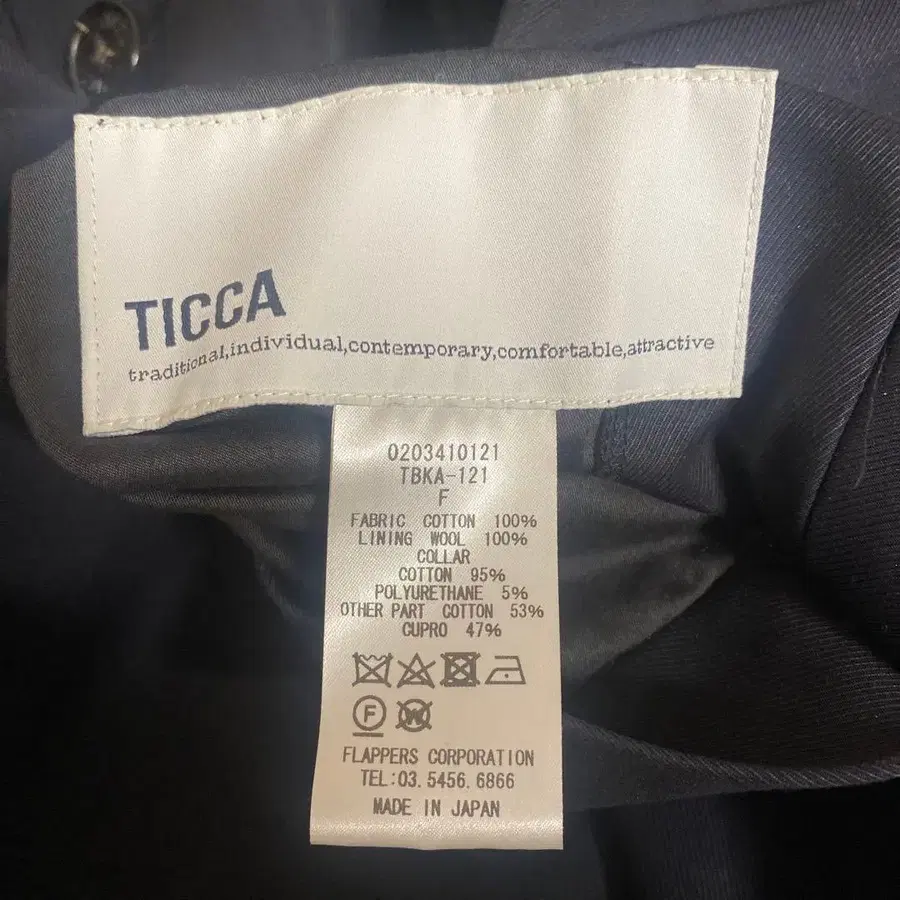 TICCA
traditional,individual,contemporary,comfortable,attractive
0203410121
TBKA-121
F
FABRIC COTTON 100%
LINING WOOL 100%
COLLAR
COTTON 95%
POLYURETHANE 5%
OTHER PART COTTON 53%
CUPRO 47%
F W
FLAPPERS CORPORATION
TEL:03.5456.6866
MADE IN JAPAN